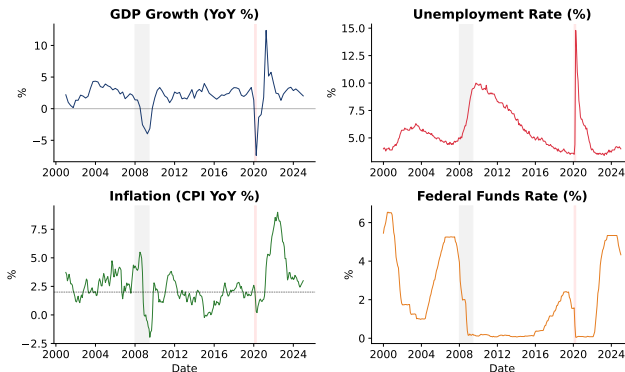 GDP Growth (YoY %)
%
10
5
0
−5
2000 2004 2008 2012 2016 2020 2024
Unemployment Rate (%)
%
15.0
12.5
10.0
7.5
5.0
2000 2004 2008 2012 2016 2020 2024
Inflation (CPI YoY %)
%
7.5
5.0
2.5
0.0
−2.5
2000 2004 2008 2012 2016 2020 2024
Date
Federal Funds Rate (%)
%
6
4
2
0
2000 2004 2008 2012 2016 2020 2024
Date